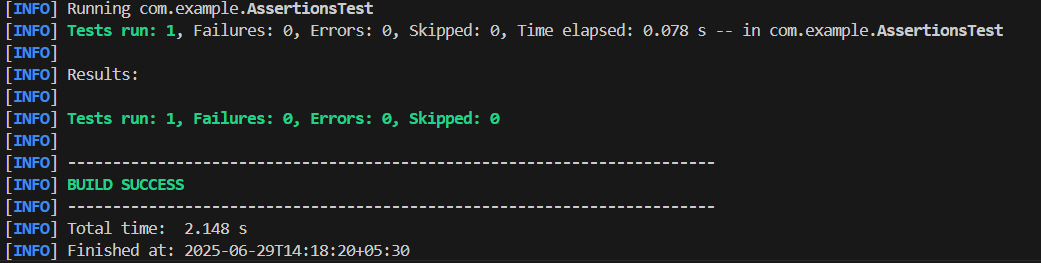 [INFO] Running com.example.AssertionsTest
[INFO] Tests run: 1, Failures: 0, Errors: 0, Skipped: 0, Time elapsed: 0.078 s -- in com.example.AssertionsTest
[INFO]
[INFO] Results:
[INFO]
[INFO] Tests run: 1, Failures: 0, Errors: 0, Skipped: 0
[INFO]
[INFO] ------------------------------------------------------------------------
[INFO] BUILD SUCCESS
[INFO] ------------------------------------------------------------------------
[INFO] Total time:  2.148 s
[INFO] Finished at: 2025-06-29T14:18:20+05:30